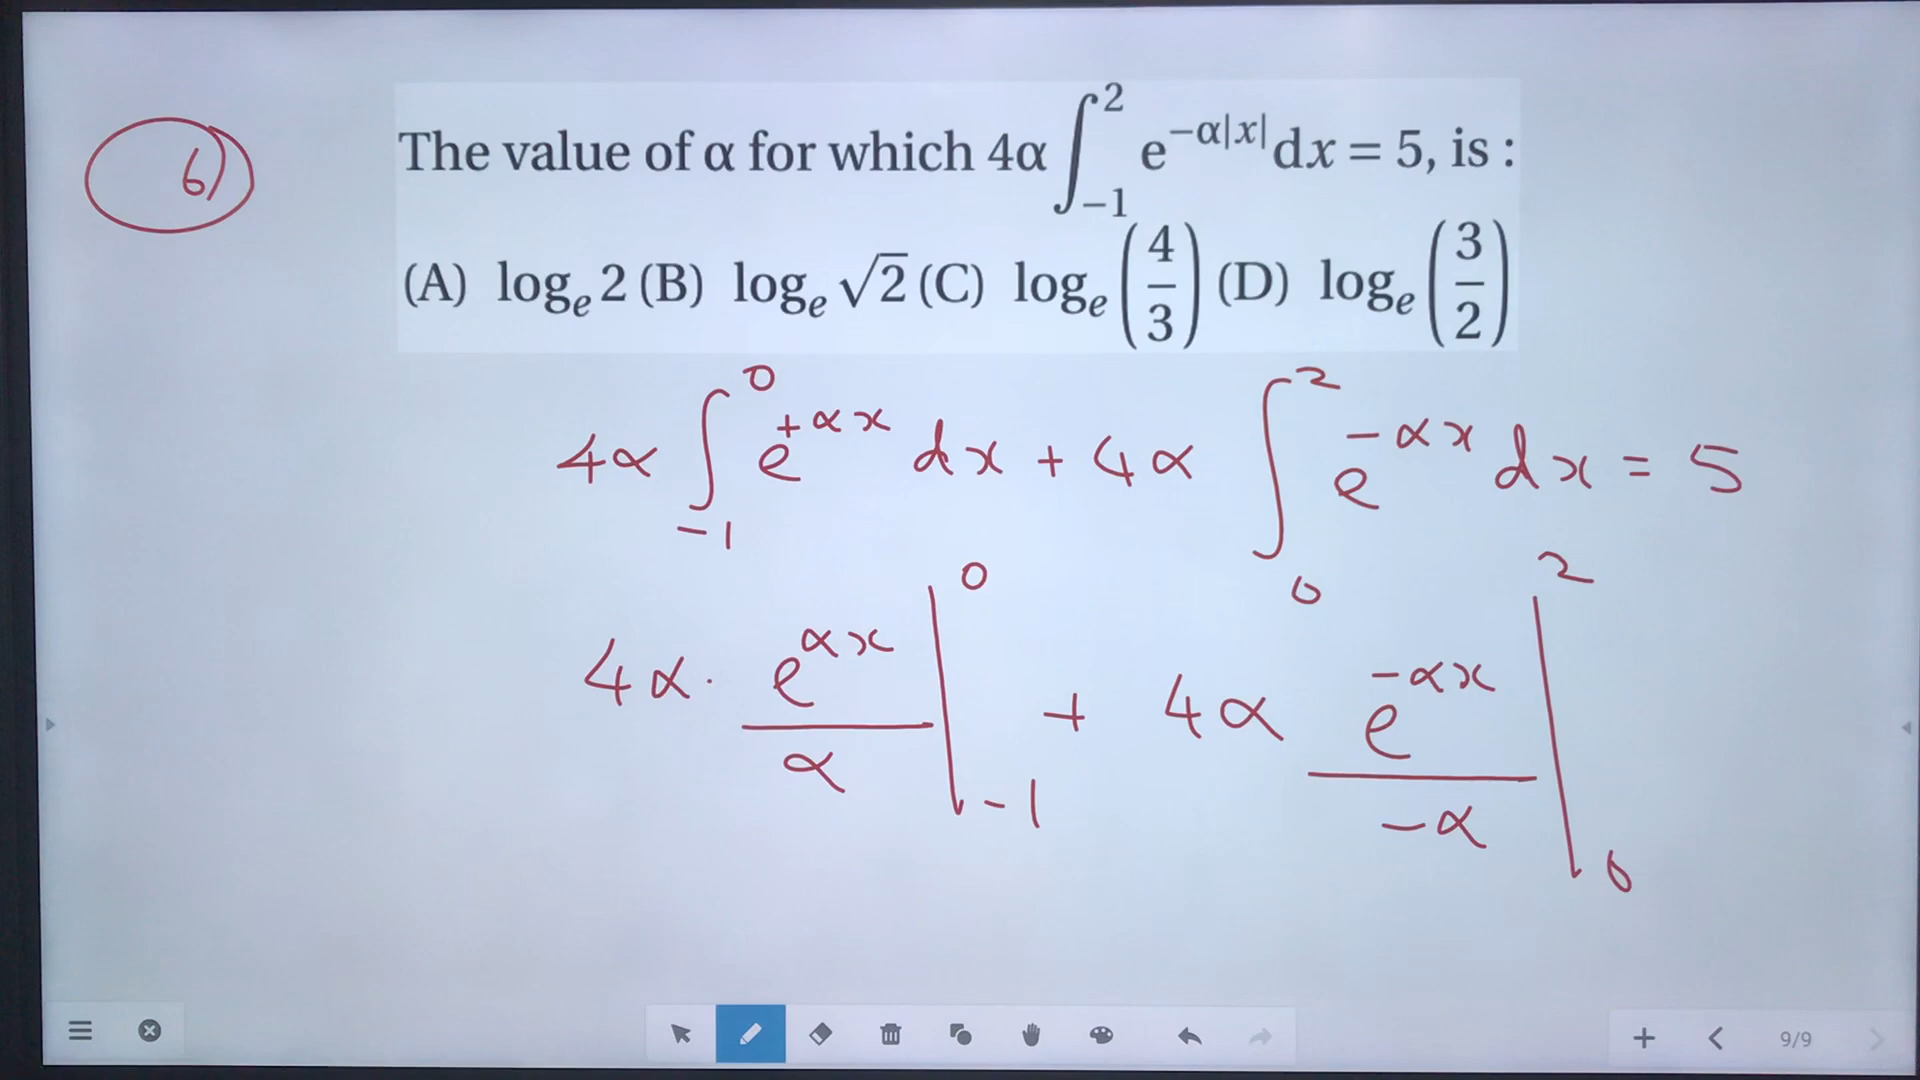 6)
The value of α for which 4α ∫_{-1}^{2} e^{-α|x|} dx = 5, is :
(A) log_e 2 (B) log_e √2 (C) log_e (4/3) (D) log_e (3/2)
4α ∫_{-1}^{0} e^{+αx} dx + 4α ∫_{0}^{2} e^{-αx} dx = 5
4α · e^{αx}/α |_{-1}^{0} + 4α e^{-αx}/-α |_{0}^{2}
9/9